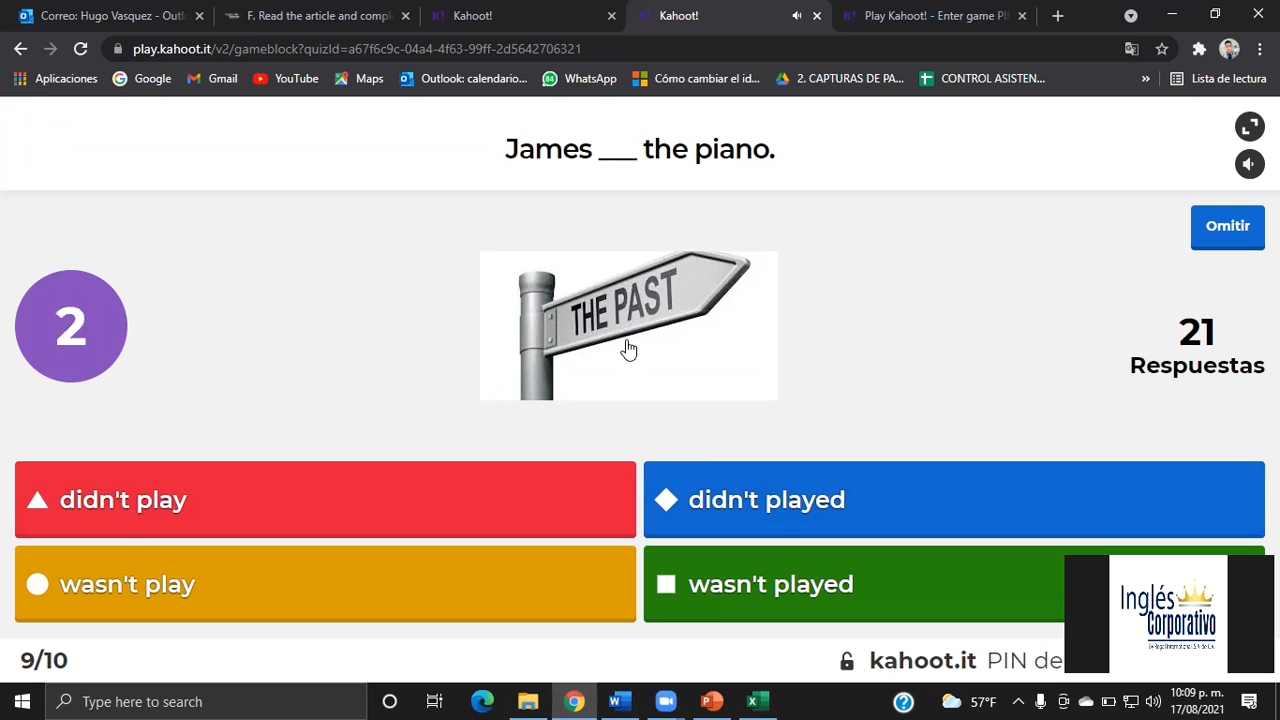 Correo: Hugo Vasquez - Outlo
F. Read the article and compl
Kahoot!
Kahoot!
Play Kahoot! - Enter game PI
play.kahoot.it/v2/gameblock?quizId=a67f6c9c-04a4-4f63-99ff-2d5642706321
Aplicaciones Google Gmail YouTube Maps Outlook: calendario... 84 WhatsApp Cómo cambiar el id... 2. CAPTURAS DE PA... CONTROL ASISTEN... » Lista de lectura
James ___ the piano.
Omitir
2
THE PAST
21
Respuestas
didn't play
didn't played
wasn't play
wasn't played
Inglés
Corporativo
9/10
kahoot.it PIN de
Type here to search
57°F
10:09 p. m.
17/08/2021